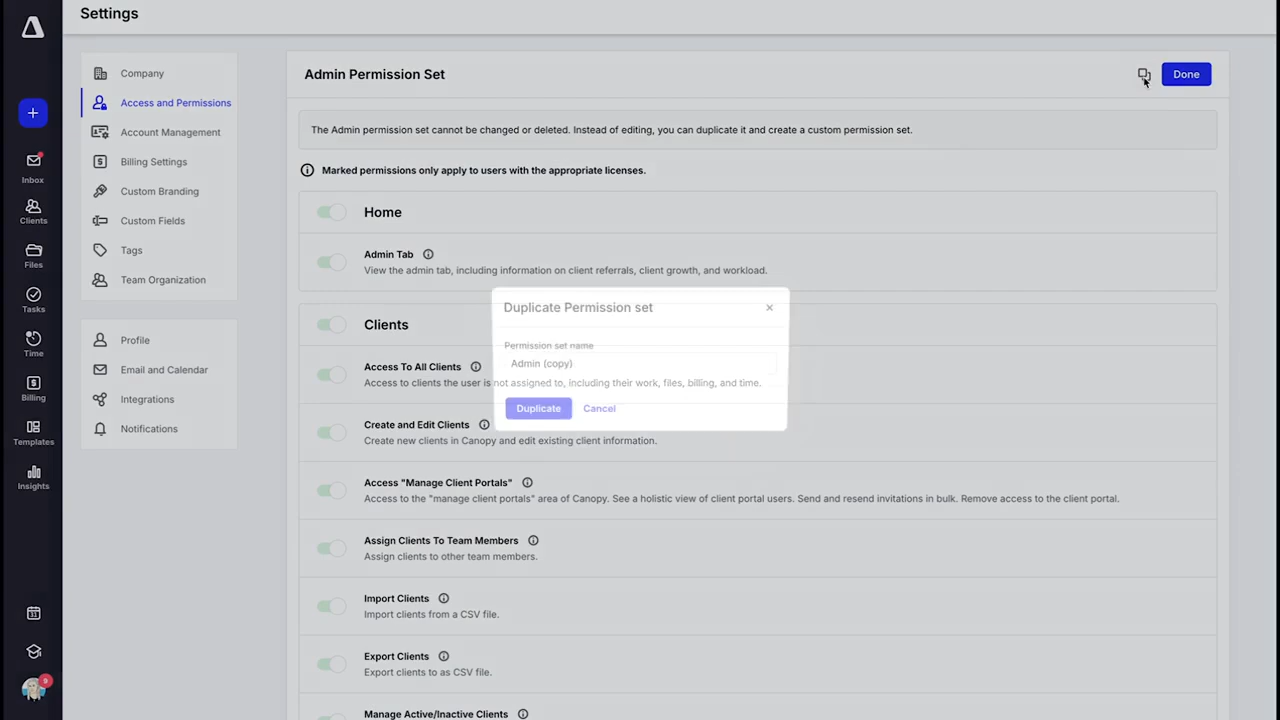 Settings
Company
Access and Permissions
Account Management
Billing Settings
Custom Branding
Custom Fields
Tags
Team Organization
Profile
Email and Calendar
Integrations
Notifications
Inbox
Clients
Files
Tasks
Time
Billing
Templates
Insights
31
9
Admin Permission Set
Done
The Admin permission set cannot be changed or deleted. Instead of editing, you can duplicate it and create a custom permission set.
Marked permissions only apply to users with the appropriate licenses.
Home
Admin Tab
View the admin tab, including information on client referrals, client growth, and workload.
Clients
Access To All Clients
Access to clients the user is not assigned to, including their work, files, billing, and time.
Create and Edit Clients
Create new clients in Canopy and edit existing client information.
Access "Manage Client Portals"
Access to the "manage client portals" area of Canopy. See a holistic view of client portal users. Send and resend invitations in bulk. Remove access to the client portal.
Assign Clients To Team Members
Assign clients to other team members.
Import Clients
Import clients from a CSV file.
Export Clients
Export clients to as CSV file.
Manage Active/Inactive Clients
Duplicate Permission set
Permission set name
Admin (copy)
Duplicate
Cancel